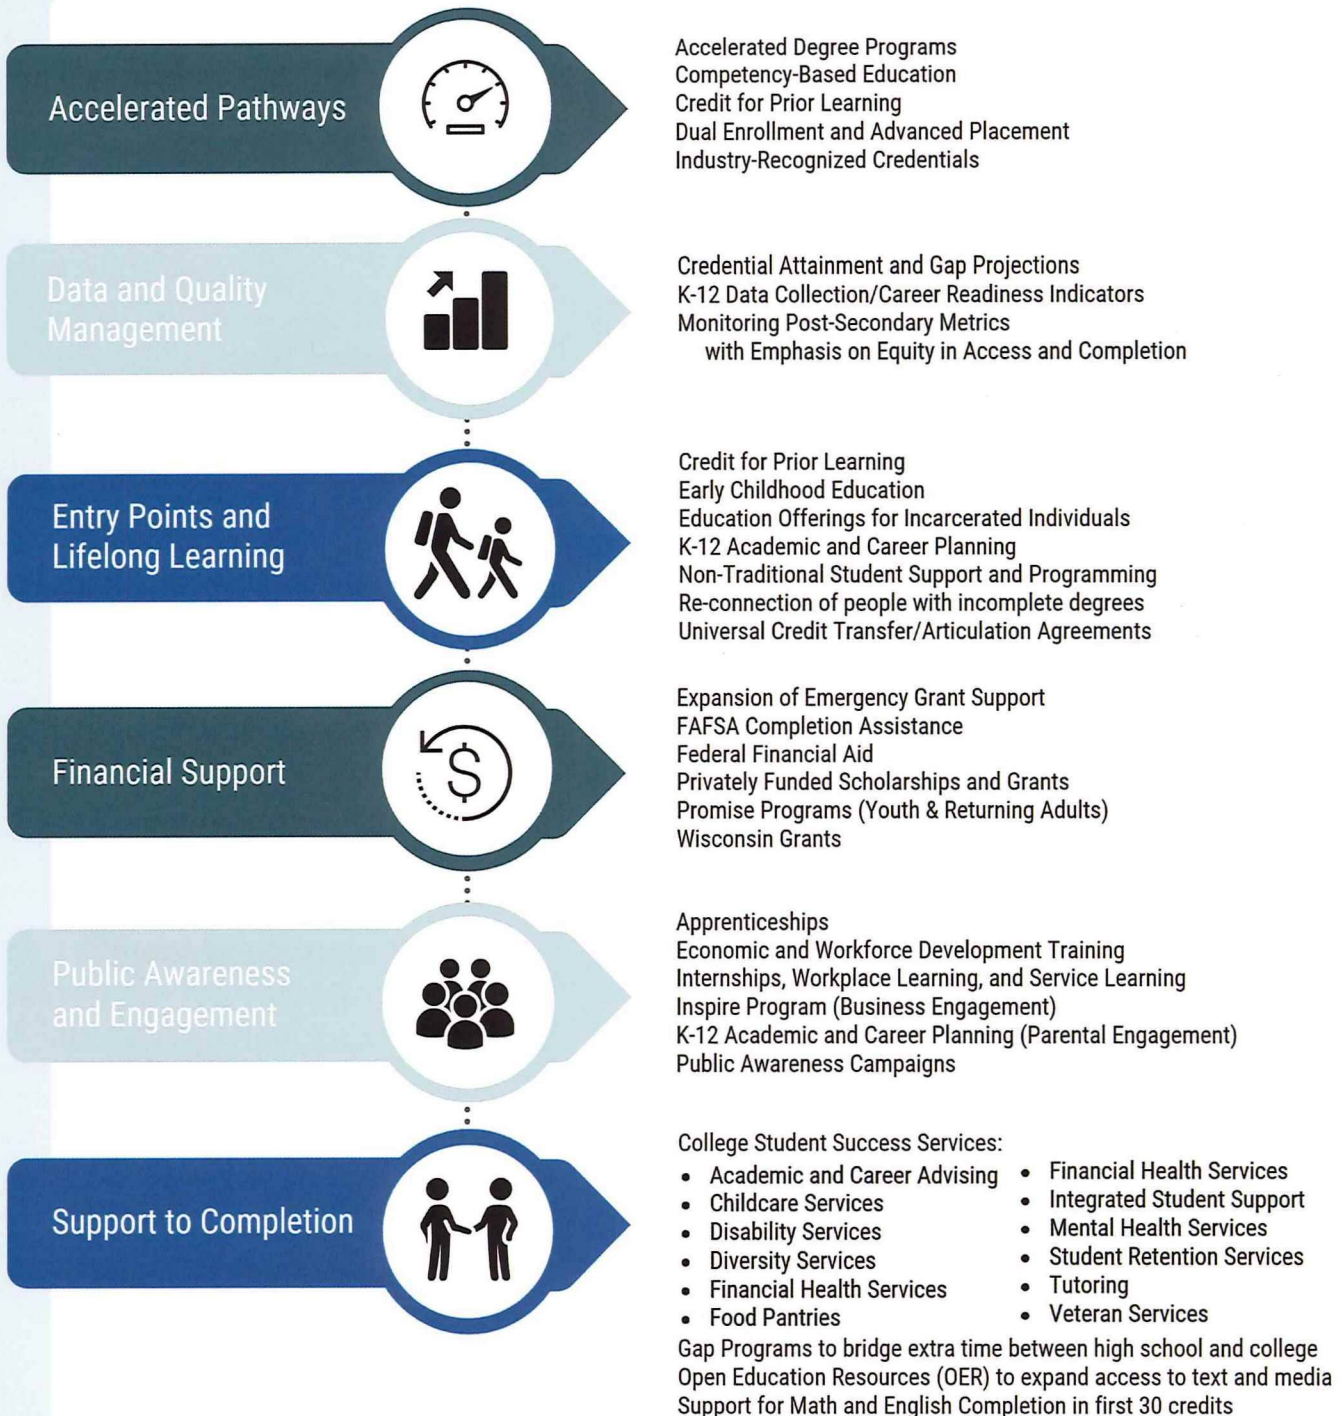 Accelerated Pathways
Accelerated Degree Programs
Competency-Based Education
Credit for Prior Learning
Dual Enrollment and Advanced Placement
Industry-Recognized Credentials
Data and Quality
Management
Credential Attainment and Gap Projections
K-12 Data Collection/Career Readiness Indicators
Monitoring Post-Secondary Metrics
with Emphasis on Equity in Access and Completion
Entry Points and
Lifelong Learning
Credit for Prior Learning
Early Childhood Education
Education Offerings for Incarcerated Individuals
K-12 Academic and Career Planning
Non-Traditional Student Support and Programming
Re-connection of people with incomplete degrees
Universal Credit Transfer/Articulation Agreements
Financial Support
$
Expansion of Emergency Grant Support
FAFSA Completion Assistance
Federal Financial Aid
Privately Funded Scholarships and Grants
Promise Programs (Youth & Returning Adults)
Wisconsin Grants
Public Awareness
and Engagement
Apprenticeships
Economic and Workforce Development Training
Internships, Workplace Learning, and Service Learning
Inspire Program (Business Engagement)
K-12 Academic and Career Planning (Parental Engagement)
Public Awareness Campaigns
Support to Completion
College Student Success Services:
• Academic and Career Advising
• Childcare Services
• Disability Services
• Diversity Services
• Financial Health Services
• Food Pantries
• Financial Health Services
• Integrated Student Support
• Mental Health Services
• Student Retention Services
• Tutoring
• Veteran Services
Gap Programs to bridge extra time between high school and college
Open Education Resources (OER) to expand access to text and media
Support for Math and English Completion in first 30 credits